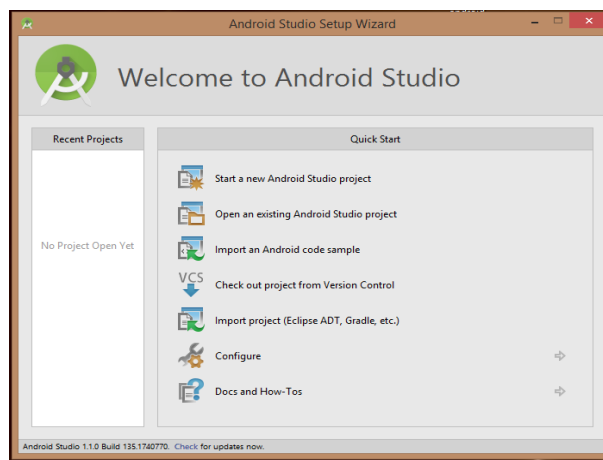 Android Studio Setup Wizard
Welcome to Android Studio
Recent Projects
No Project Open Yet
Quick Start
Start a new Android Studio project
Open an existing Android Studio project
Import an Android code sample
VCS
Check out project from Version Control
Import project (Eclipse ADT, Gradle, etc.)
Configure
Docs and How-Tos
Android Studio 1.1.0 Build 135.1740770. Check for updates now.